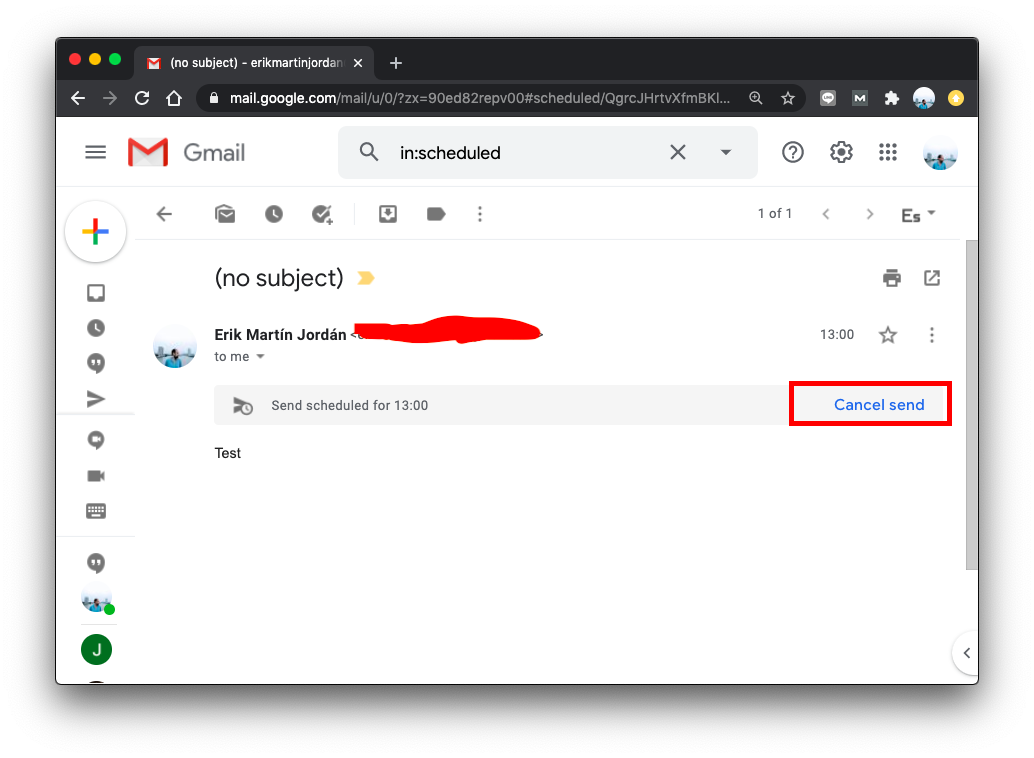 (no subject) - erikmartinjordan
mail.google.com/mail/u/0/?zx=90ed82repv00#scheduled/QgrcJHrtvXfmBKl...
M
Gmail
in:scheduled
1 of 1
Es
(no subject)
Erik Martín Jordán
13:00
to me
Send scheduled for 13:00
Cancel send
Test
J